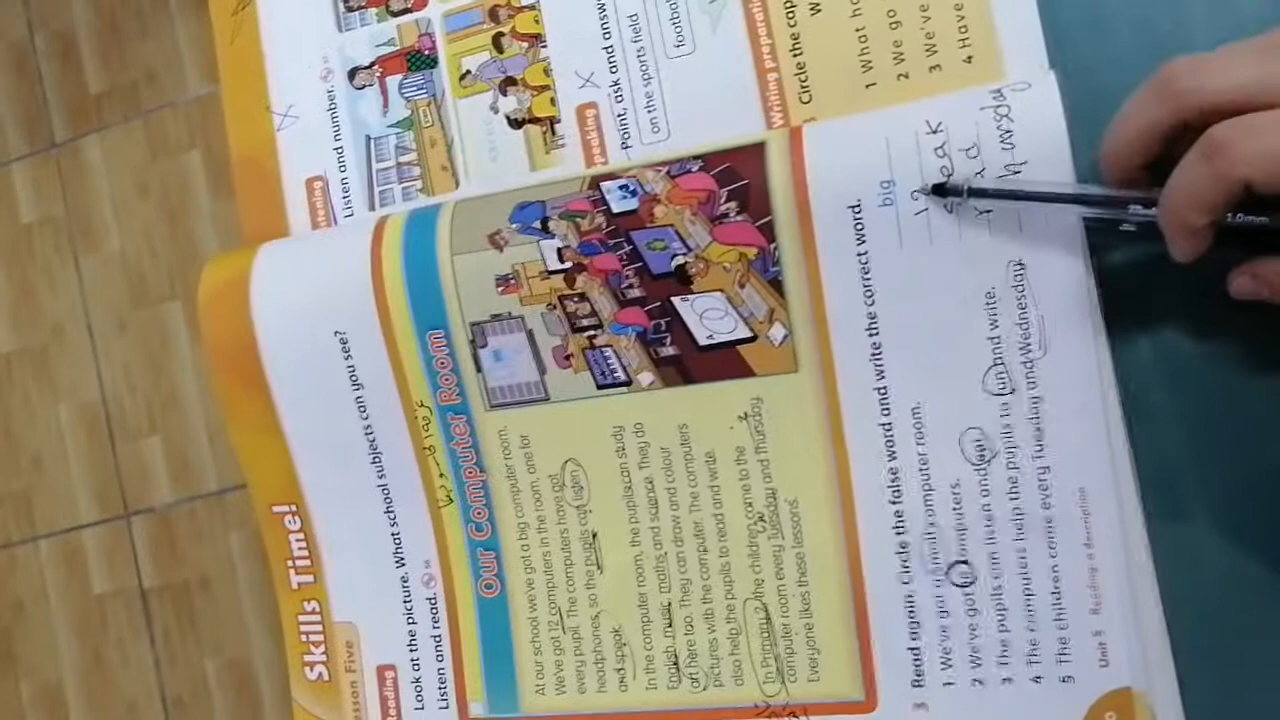 Skills Time!
Lesson Five
Reading
Look at the picture. What school subjects can you see?
Listen and read. 56
Our Computer Room
At our school we've got a big computer room.
We've got 12 computers in the room, one for
every pupil. The computers have got
headphones, so the pupils can listen
and speak.
In the computer room, the pupils can study
English, music, maths and science. They do
art here too. They can draw and colour
pictures with the computer. The computers
also help the pupils to read and write.
In Primary 2, the children come to the
computer room every Tuesday and Thursday.
Everyone likes these lessons.
3 Read again. Circle the false word and write the correct word.
1 We've got a small computer room.
big
2 We've got computers.
12
3 The pupils can listen and
speak
4 The computers help the pupils to and write.
5 The children come every Tuesday and Wednesday.
Thursday
Unit 5 Reading a description
Listening
Listen and number.
Speaking
Point, ask and answ
on the sports field
footba
Writing preparati
Circle the cap
1 What h
2 We go
3 We've
4 Have
1.0mm